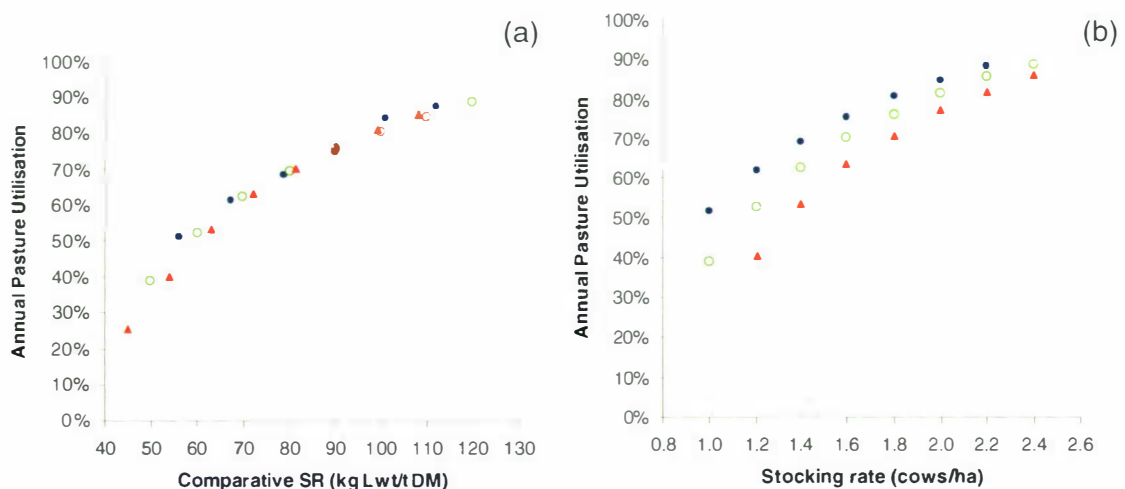 (a)
100%
90%
80%
70%
60%
50%
40%
30%
20%
10%
0%
40 50 60 70 80 90 100 110 120 130
Annual Pasture Utilisation
Comparative SR (kg Lwt/t DM)
(b)
100%
90%
80%
70%
60%
50%
40%
30%
20%
10%
0%
0.8 1.0 1.2 1.4 1.6 1.8 2.0 2.2 2.4 2.6
Annual Pasture Utilisation
Stocking rate (cows/ha)